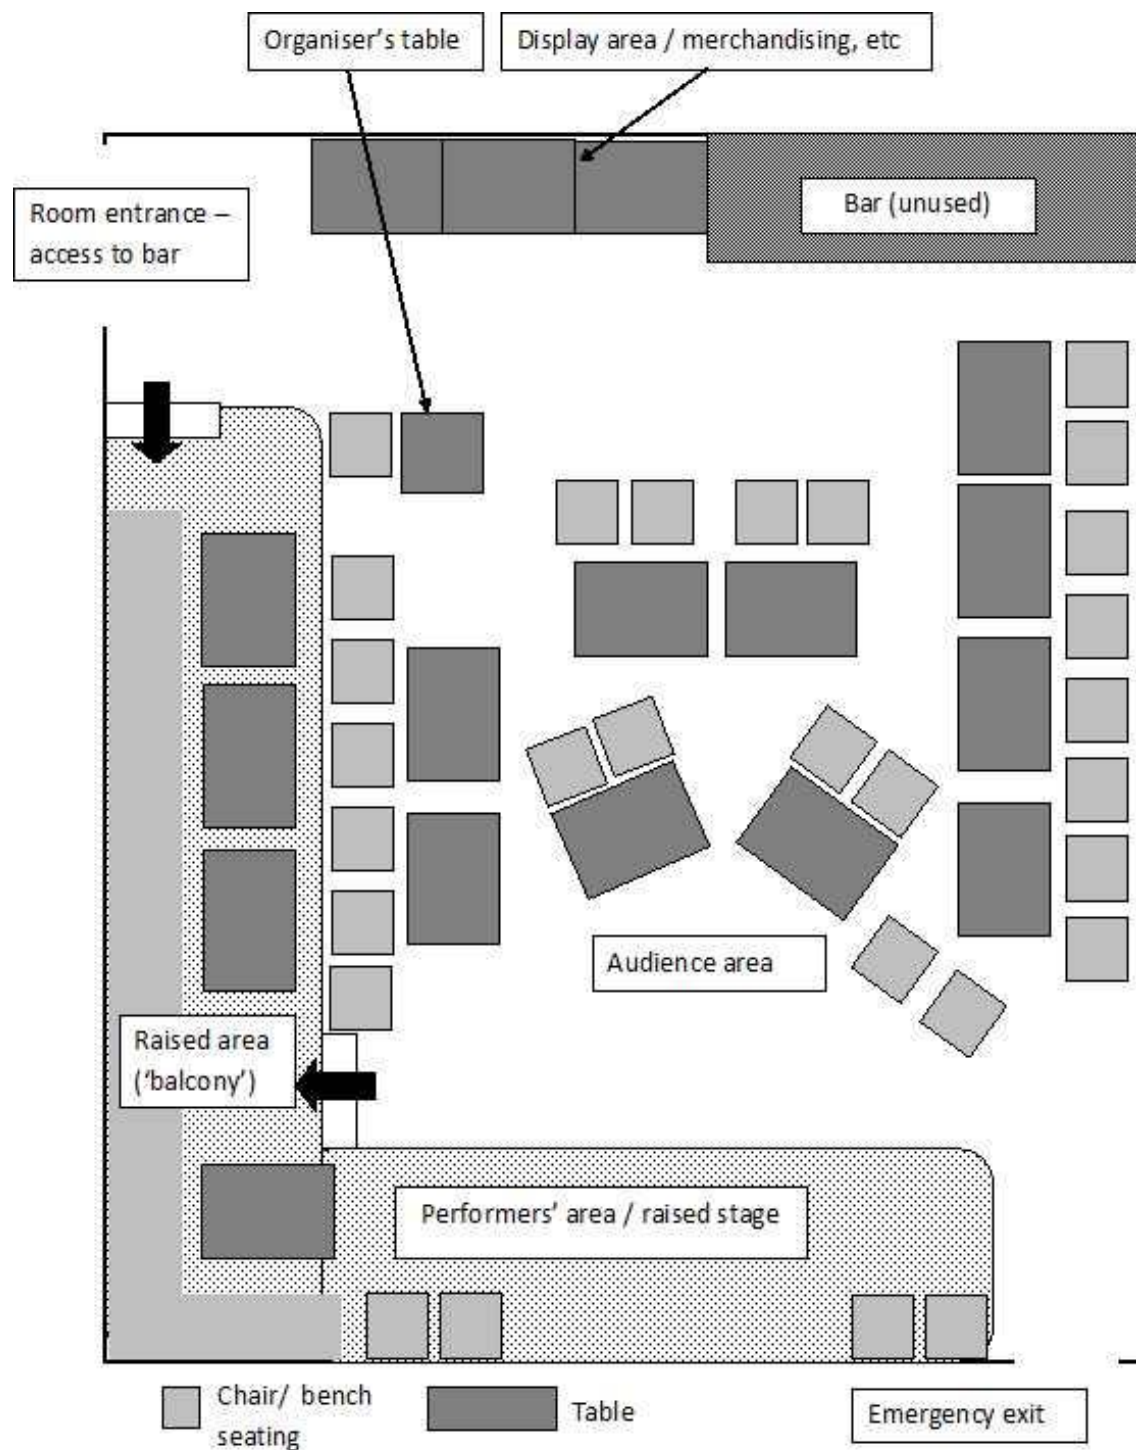 Organiser's table
Display area / merchandising, etc
Room entrance –
access to bar
Bar (unused)
Audience area
Raised area
('balcony')
Performers' area / raised stage
Chair/ bench
seating
Table
Emergency exit